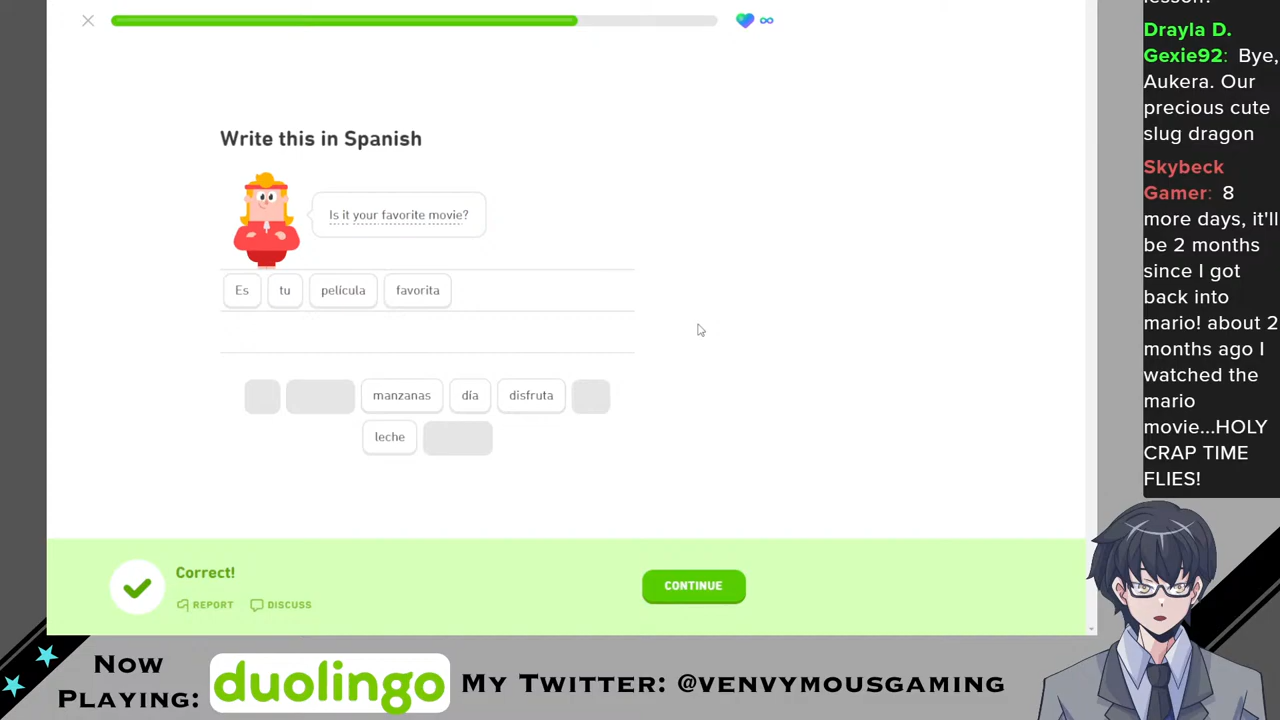 Write this in Spanish
Is it your favorite movie?
Es tu película favorita
manzanas día disfruta
leche
Correct!
REPORT DISCUSS
CONTINUE
lesson?
Drayla D.
Gexie92: Bye,
Aukera. Our
precious cute
slug dragon
Skybeck
Gamer: 8
more days, it'll
be 2 months
since I got
back into
mario! about 2
months ago I
watched the
mario
movie...HOLY
CRAP TIME
FLIES!
Now
Playing:
duolingo
My Twitter: @venvymousgaming